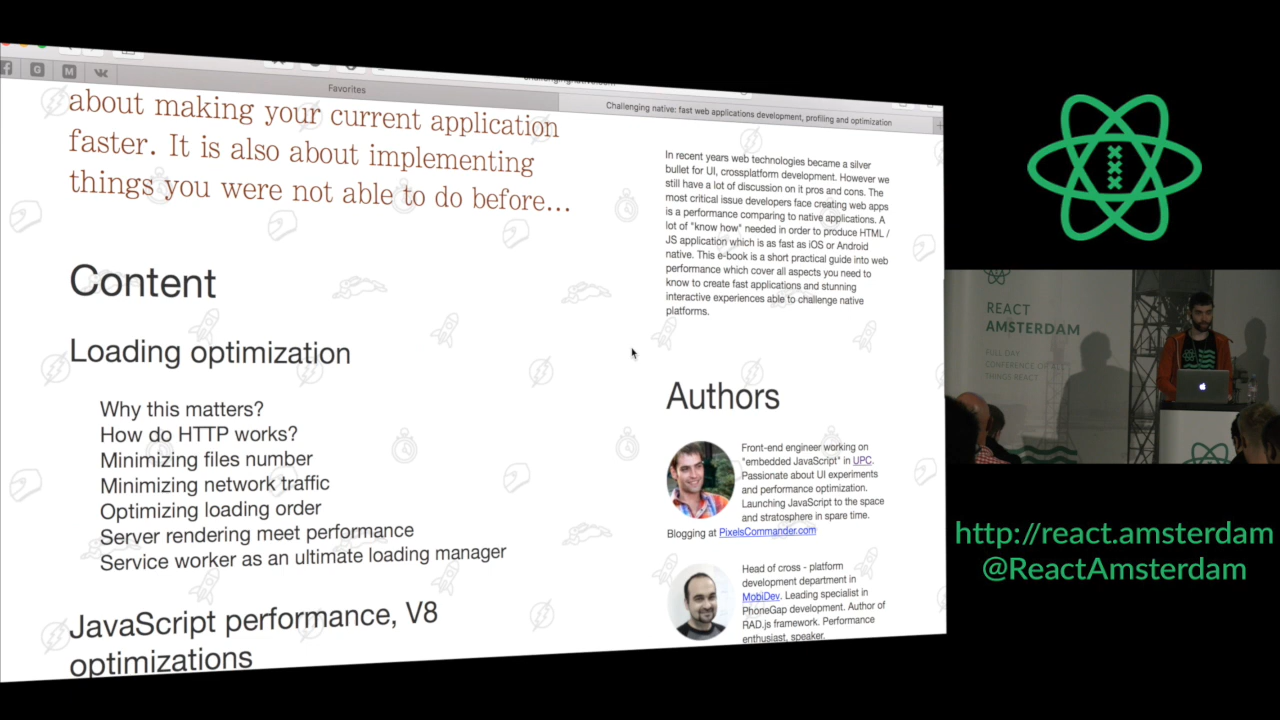 Favorites
Challenging native: fast web applications development, profiling and optimization
about making your current application
faster. It is also about implementing
things you were not able to do before...
Content
Loading optimization
Why this matters?
How do HTTP works?
Minimizing files number
Minimizing network traffic
Optimizing loading order
Server rendering meet performance
Service worker as an ultimate loading manager
JavaScript performance, V8
optimizations
In recent years web technologies became a silver
bullet for UI, crossplatform development. However we
still have a lot of discussion on it pros and cons. The
most critical issue developers face creating web apps
is a performance comparing to native applications. A
lot of "know how" needed in order to produce HTML /
JS application which is as fast as iOS or Android
native. This e-book is a short practical guide into web
performance which cover all aspects you need to
know to create fast applications and stunning
interactive experiences able to challenge native
platforms.
Authors
Front-end engineer working on
"embedded JavaScript" in UPC.
Passionate about UI experiments
and performance optimization.
Launching JavaScript to the space
and stratosphere in spare time.
Blogging at PixelsCommander.com
Head of cross - platform
development department in
MobiDev. Leading specialist in
PhoneGap development. Author of
RAD.js framework. Performance
enthusiast, speaker.
REACT
AMSTERDAM
FULL DAY
CONFERENCE ON ALL
THINGS REACT
http://react.amsterdam
@ReactAmsterdam